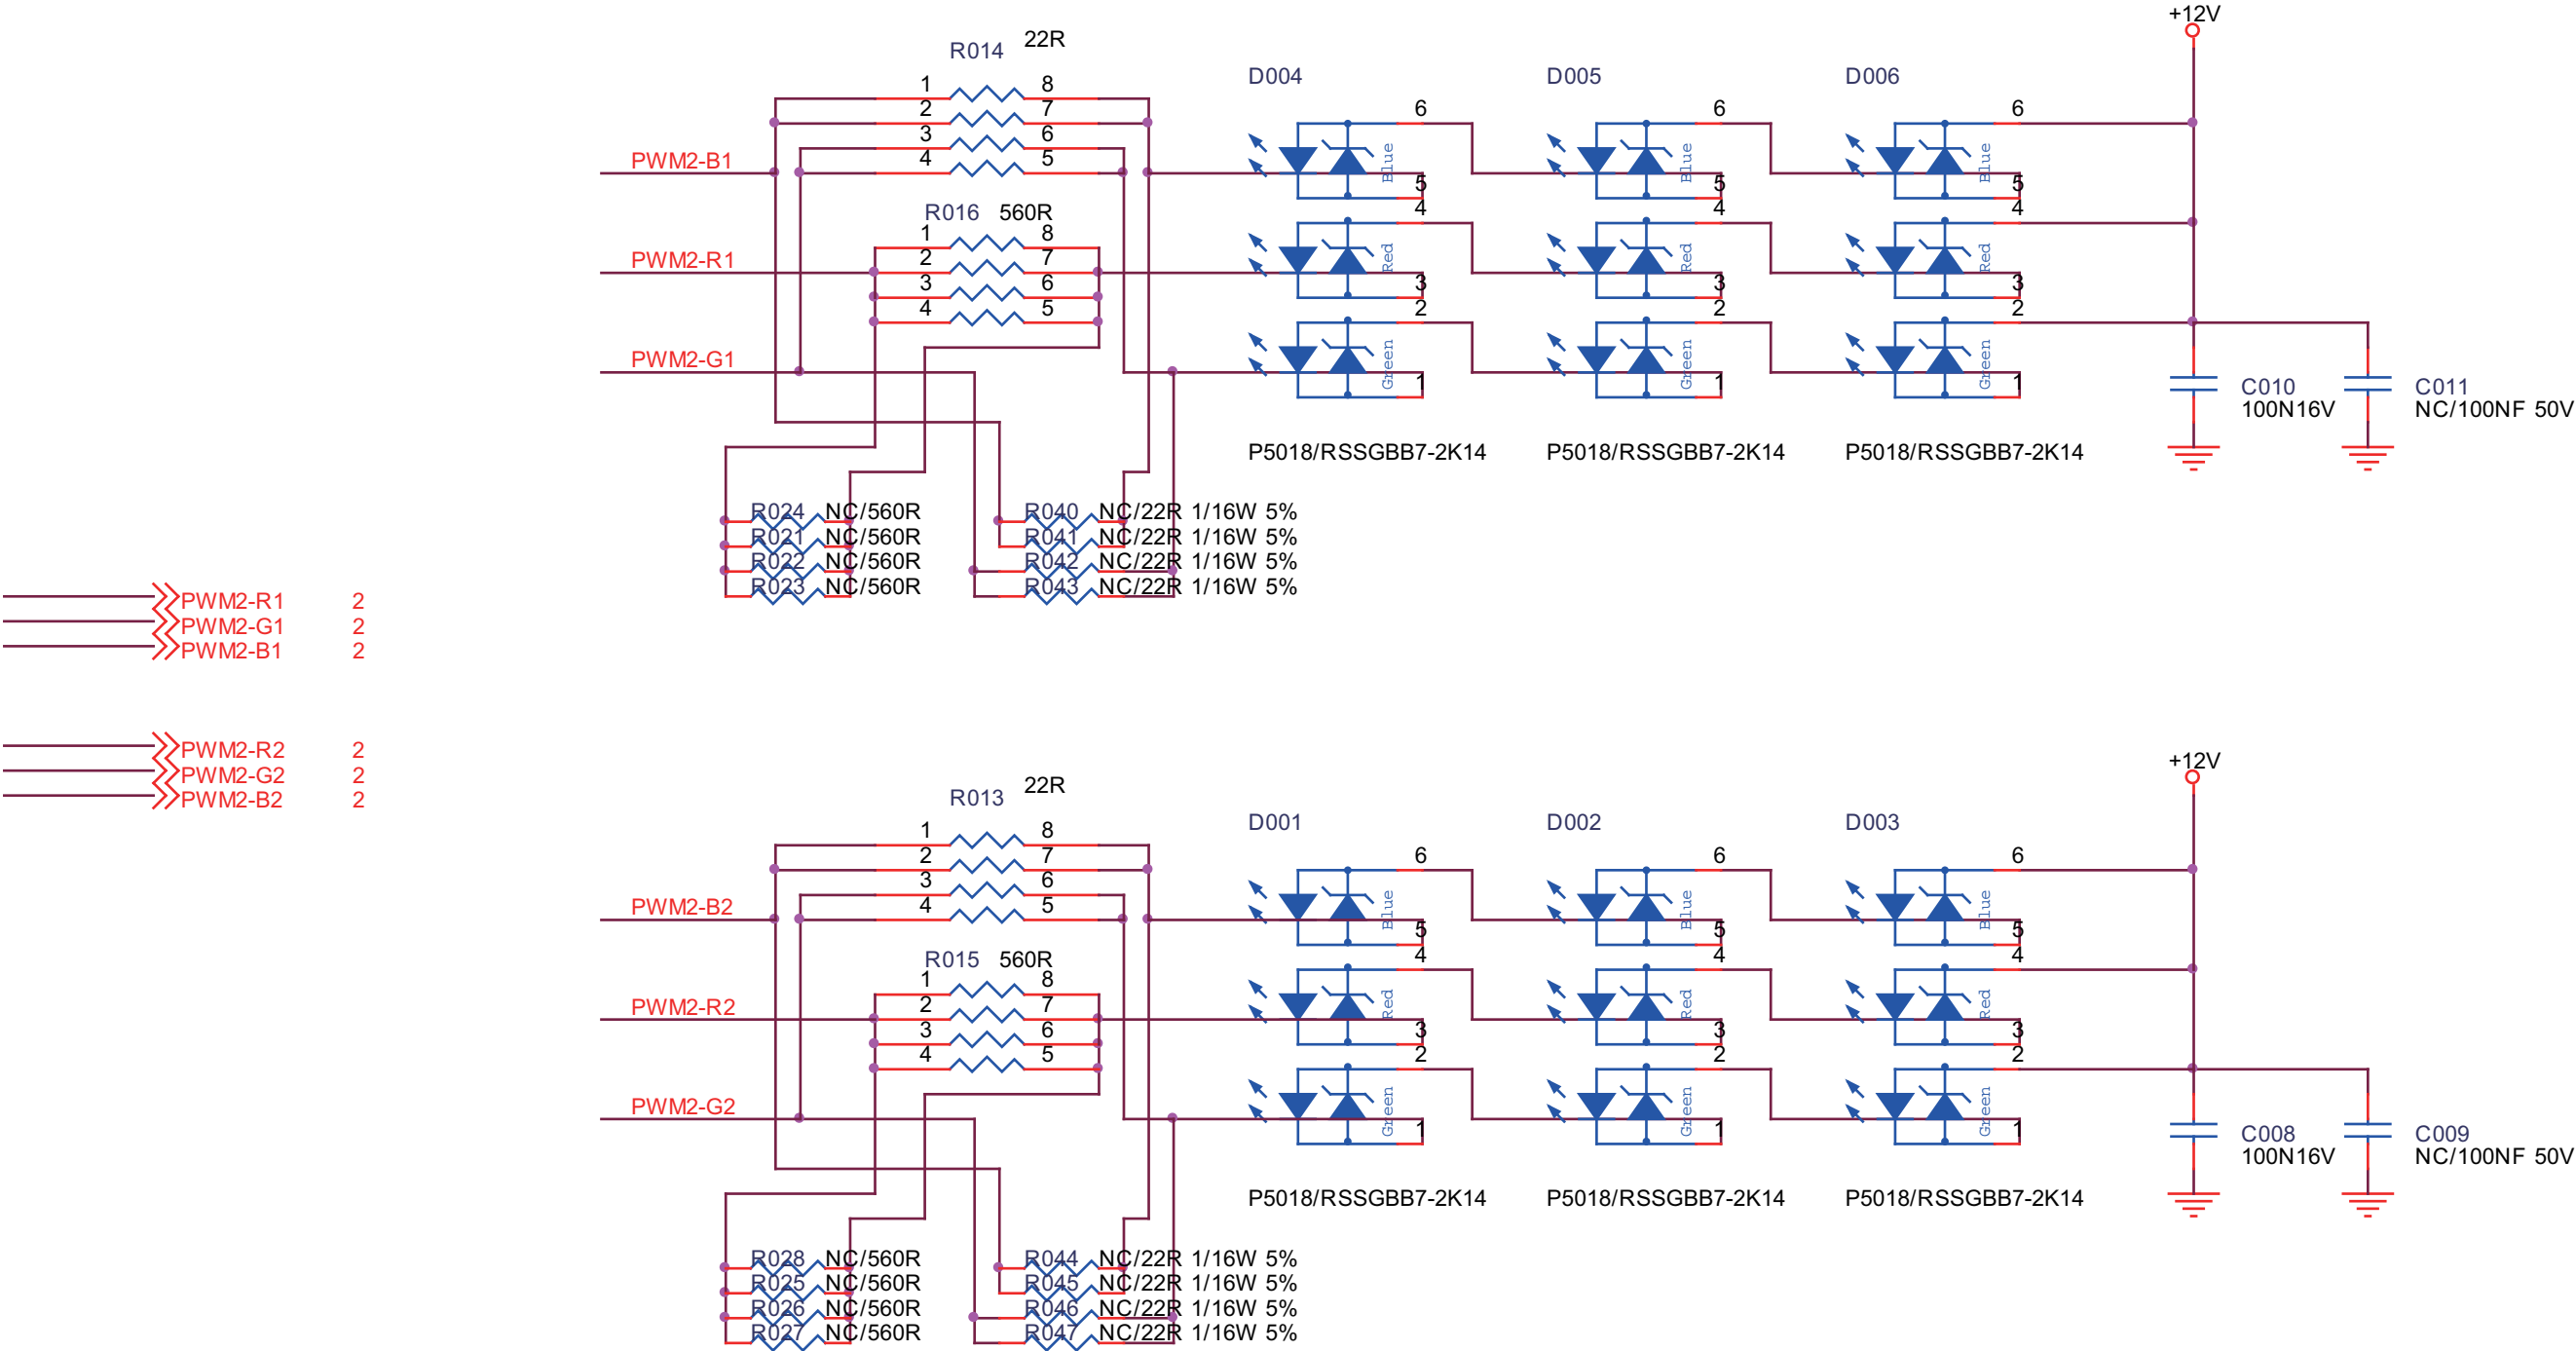 +12V
R014 22R
D004 D005 D006
1 8
2 7
3 6
4 5
6 6 6
PWM2-B1
Blue Blue Blue
5 5 5
4 4 4
R016 560R
1 8
2 7
3 6
4 5
PWM2-R1
Red Red Red
3 3 3
2 2 2
PWM2-G1
Green Green Green
1 1 1
C010
100N16V
C011
NC/100NF 50V
P5018/RSSGBB7-2K14 P5018/RSSGBB7-2K14 P5018/RSSGBB7-2K14
R024 NC/560R R040 NC/22R 1/16W 5%
R021 NC/560R R041 NC/22R 1/16W 5%
R022 NC/560R R042 NC/22R 1/16W 5%
R023 NC/560R R043 NC/22R 1/16W 5%
PWM2-R1 2
PWM2-G1 2
PWM2-B1 2
PWM2-R2 2
PWM2-G2 2
PWM2-B2 2
+12V
R013 22R
D001 D002 D003
1 8
2 7
3 6
4 5
6 6 6
PWM2-B2
Blue Blue Blue
5 5 5
4 4 4
R015 560R
1 8
2 7
3 6
4 5
PWM2-R2
Red Red Red
3 3 3
2 2 2
PWM2-G2
Green Green Green
1 1 1
C008
100N16V
C009
NC/100NF 50V
P5018/RSSGBB7-2K14 P5018/RSSGBB7-2K14 P5018/RSSGBB7-2K14
R028 NC/560R R044 NC/22R 1/16W 5%
R025 NC/560R R045 NC/22R 1/16W 5%
R026 NC/560R R046 NC/22R 1/16W 5%
R027 NC/560R R047 NC/22R 1/16W 5%